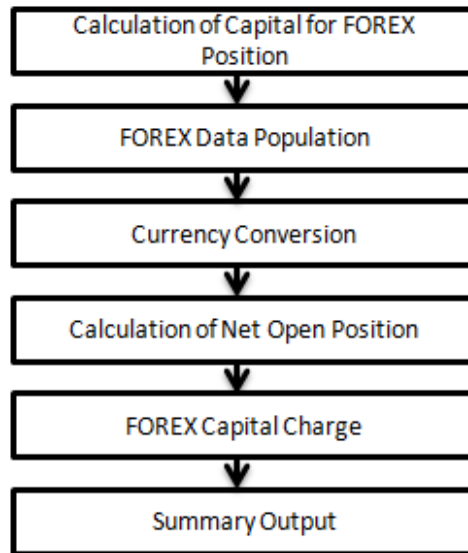 Calculation of Capital for FOREX
Position
FOREX Data Population
Currency Conversion
Calculation of Net Open Position
FOREX Capital Charge
Summary Output